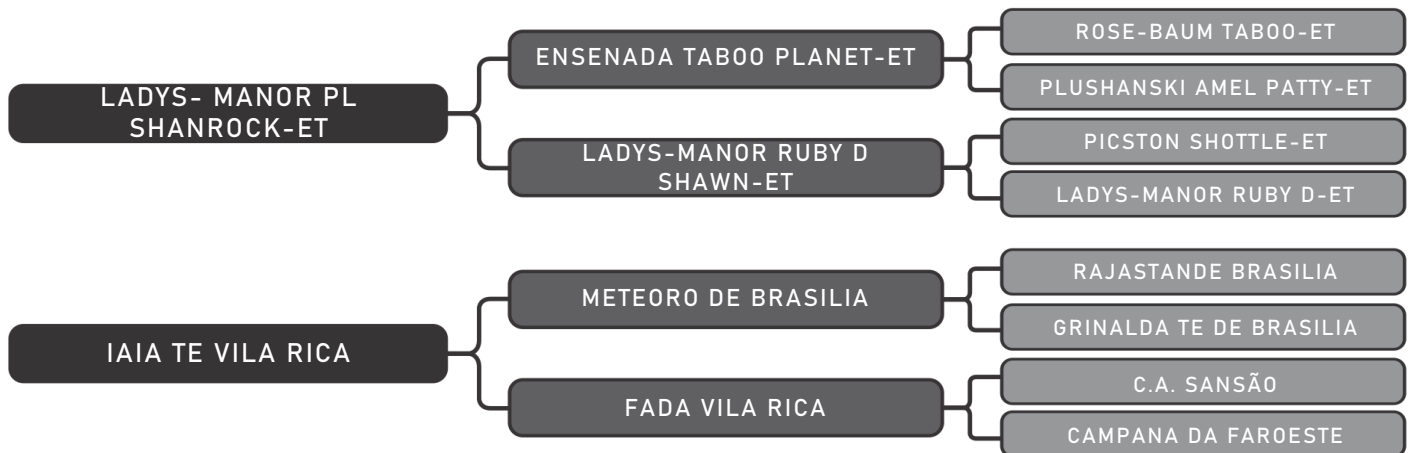 LADYS- MANOR PL
SHANROCK-ET
ENSENADA TABOO PLANET-ET
ROSE-BAUM TABOO-ET
PLUSHANSKI AMEL PATTY-ET
LADYS-MANOR RUBY D
SHAWN-ET
PICSTON SHOTTLE-ET
LADYS-MANOR RUBY D-ET
IAIA TE VILA RICA
METEORO DE BRASILIA
RAJASTANDE BRASILIA
GRINALDA TE DE BRASILIA
FADA VILA RICA
C.A. SANSÃO
CAMPANA DA FAROESTE